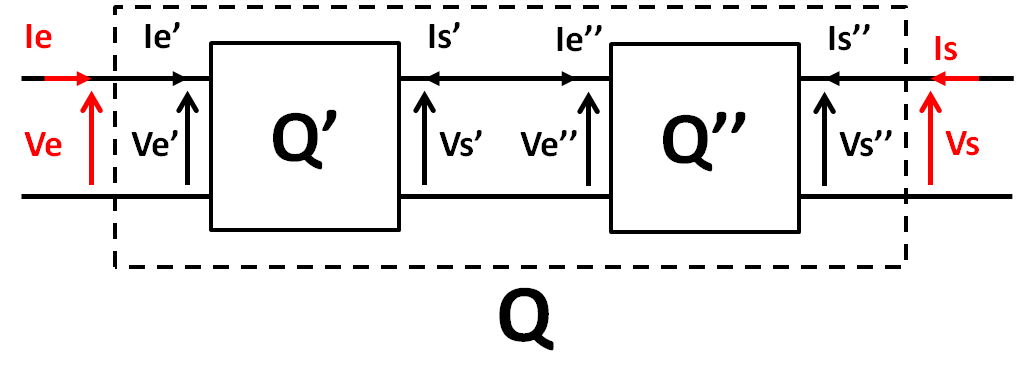 Ie Ie’ Is’ Ie’’ Is’’ Is
Ve Ve’ Q’ Vs’ Ve’’ Q’’ Vs’’ Vs
Q